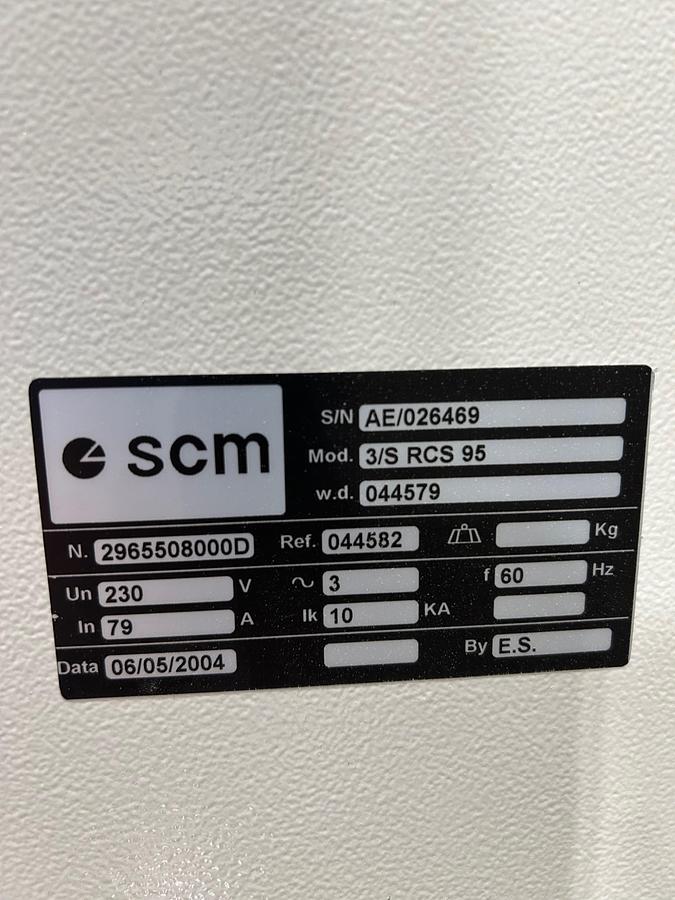 scm
S/N AE/026469
Mod. 3/S RCS 95
w.d. 044579
N. 2965508000D Ref. 044582 Kg
Un 230 V ~ 3 f 60 Hz
In 79 A Ik 10 KA
Data 06/05/2004 By E.S.